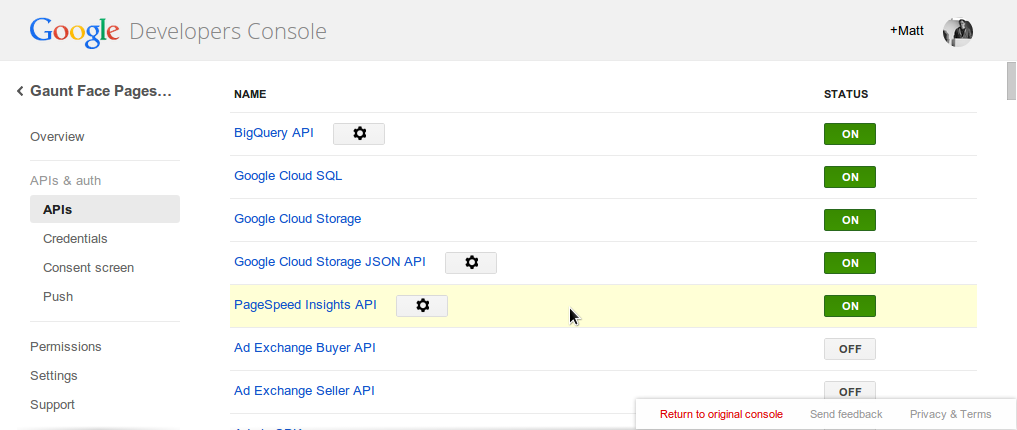 Google Developers Console
+Matt
Gaunt Face Pages...
Overview
APIs & auth
APIs
Credentials
Consent screen
Push
Permissions
Settings
Support
NAME STATUS
BigQuery API ON
Google Cloud SQL ON
Google Cloud Storage ON
Google Cloud Storage JSON API ON
PageSpeed Insights API ON
Ad Exchange Buyer API OFF
Ad Exchange Seller API OFF
Return to original console Send feedback Privacy & Terms